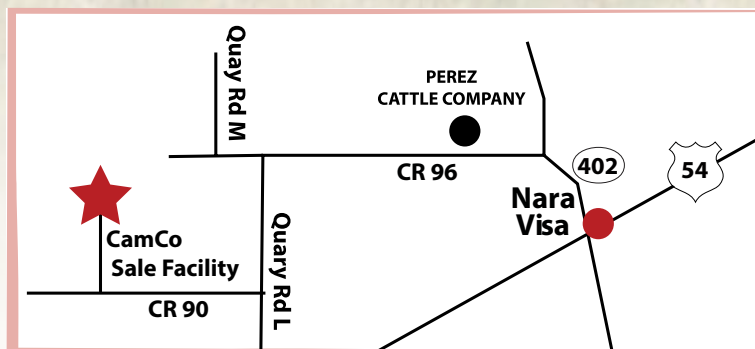 Quay Rd M
PEREZ
CATTLE COMPANY
CR 96
402
54
Nara
Visa
CamCo
Sale Facility
Quary Rd L
CR 90